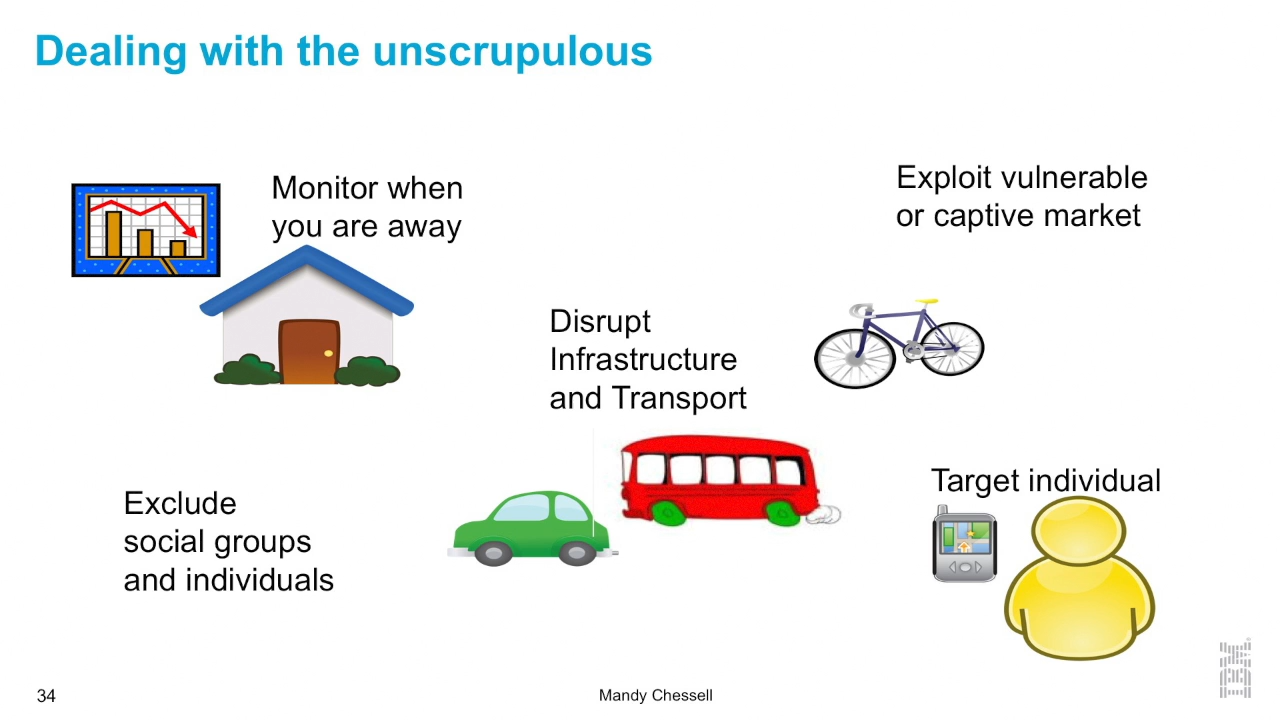 Dealing with the unscrupulous
Monitor when
you are away
Exploit vulnerable
or captive market
Disrupt
Infrastructure
and Transport
Exclude
social groups
and individuals
Target individual
34
Mandy Chessell
IBM